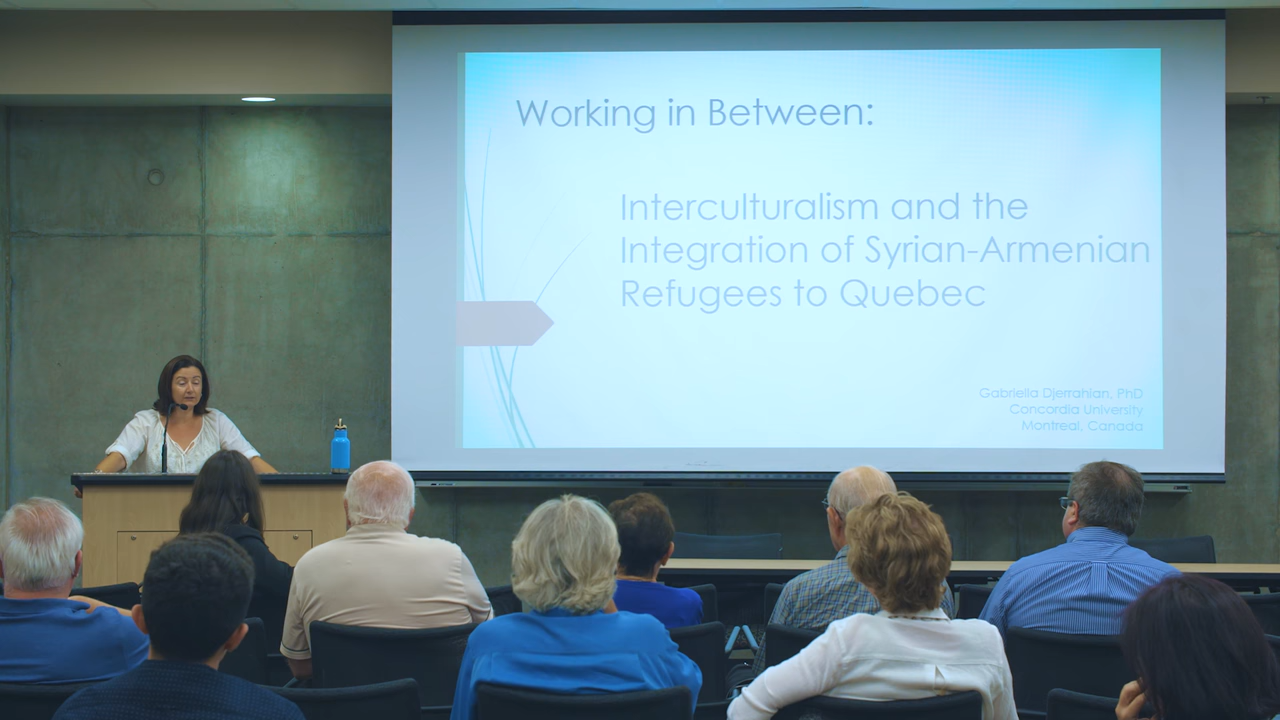 Working in Between:
Interculturalism and the
Integration of Syrian-Armenian
Refugees to Quebec
Gabriella Djerrahian, PhD
Concordia University
Montreal, Canada